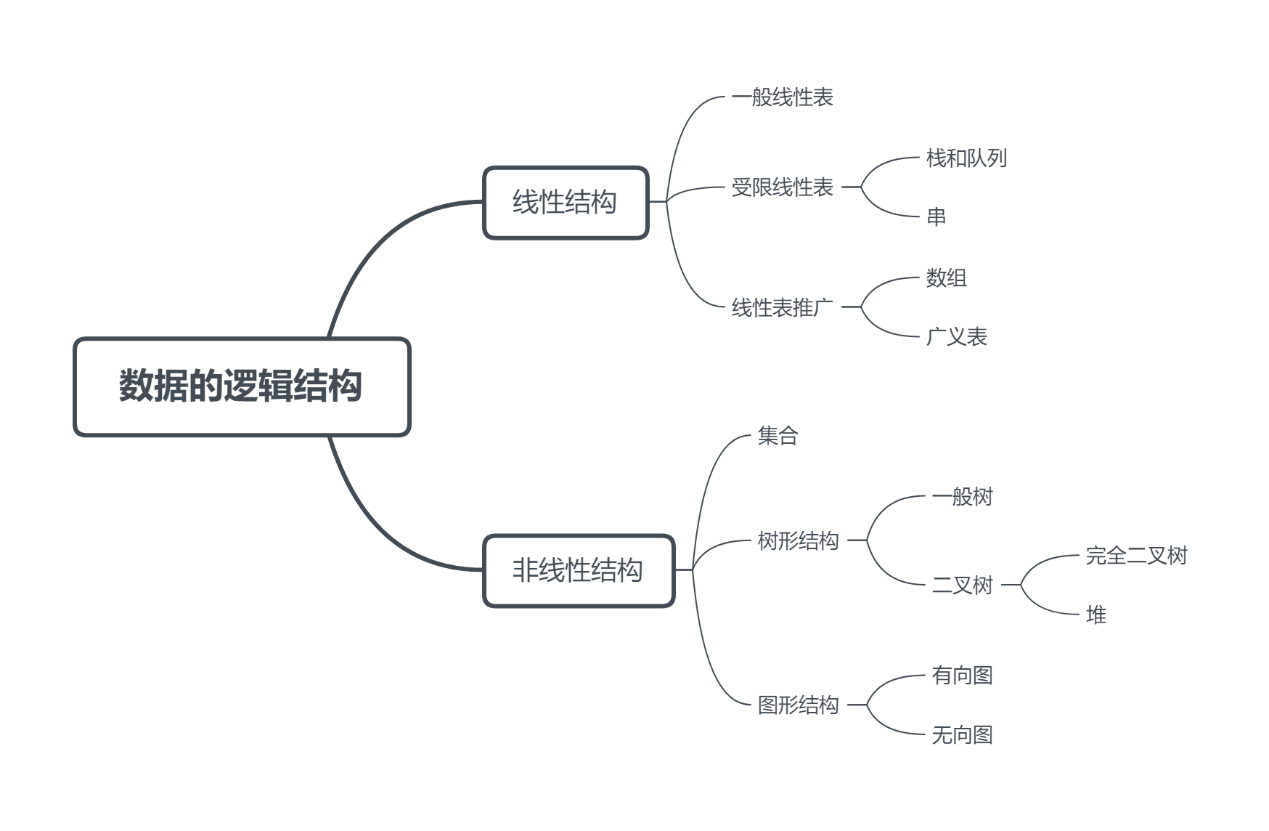 数据的逻辑结构
线性结构
一般线性表
受限线性表
栈和队列
串
线性表推广
数组
广义表
非线性结构
集合
树形结构
一般树
二叉树
完全二叉树
堆
图形结构
有向图
无向图